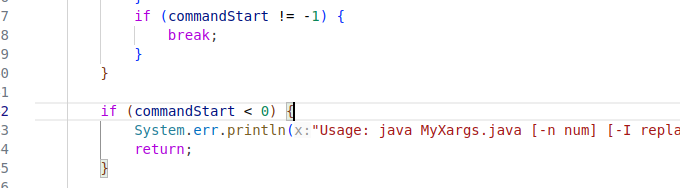 }
7 if (commandStart != -1) {
8 break;
9 }
0 }
1
2 if (commandStart < 0) {
3 System.err.println(x:"Usage: java MyXargs.java [-n num] [-I repla
4 return;
5 }
6